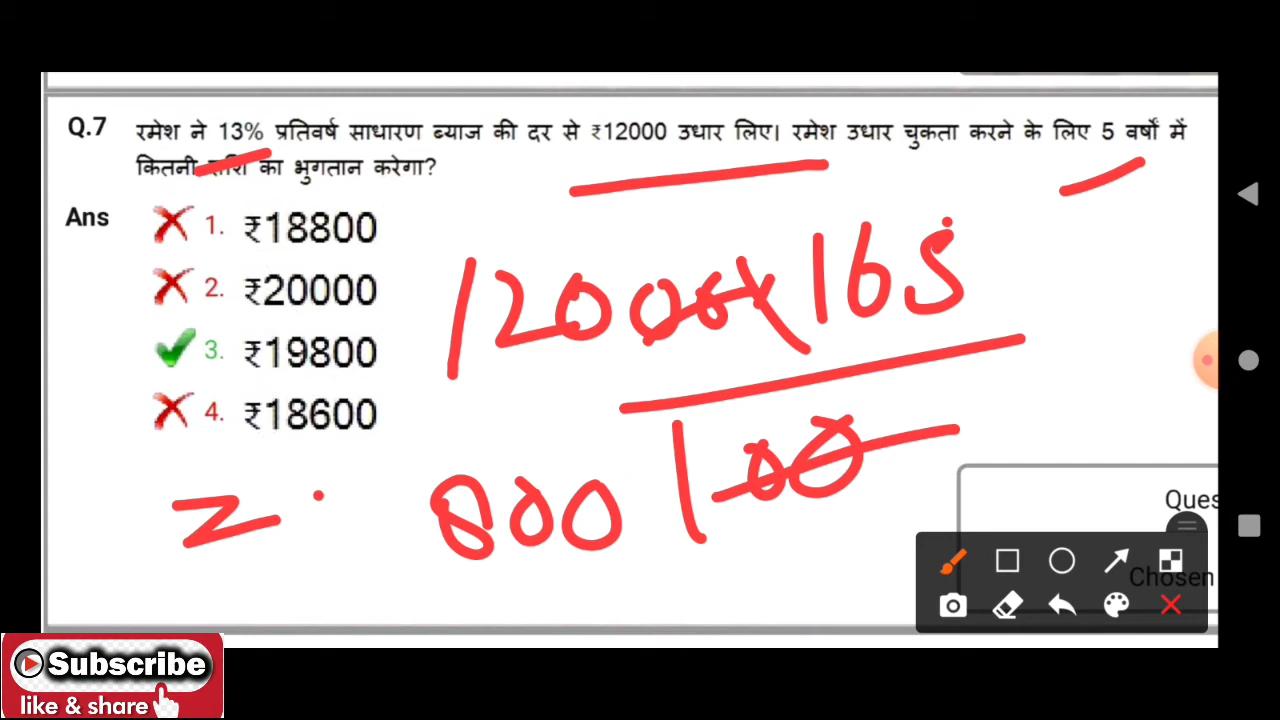 Q.7 रमेश ने 13% प्रतिवर्ष साधारण ब्याज की दर से ₹12000 उधार लिए। रमेश उधार चुकता करने के लिए 5 वर्षों में
कितनी राशि का भुगतान करेगा?
Ans 1. ₹18800
2. ₹20000
3. ₹19800
4. ₹18600
12000×165
100
= 800
Ques
Chosen
Subscribe
like & share